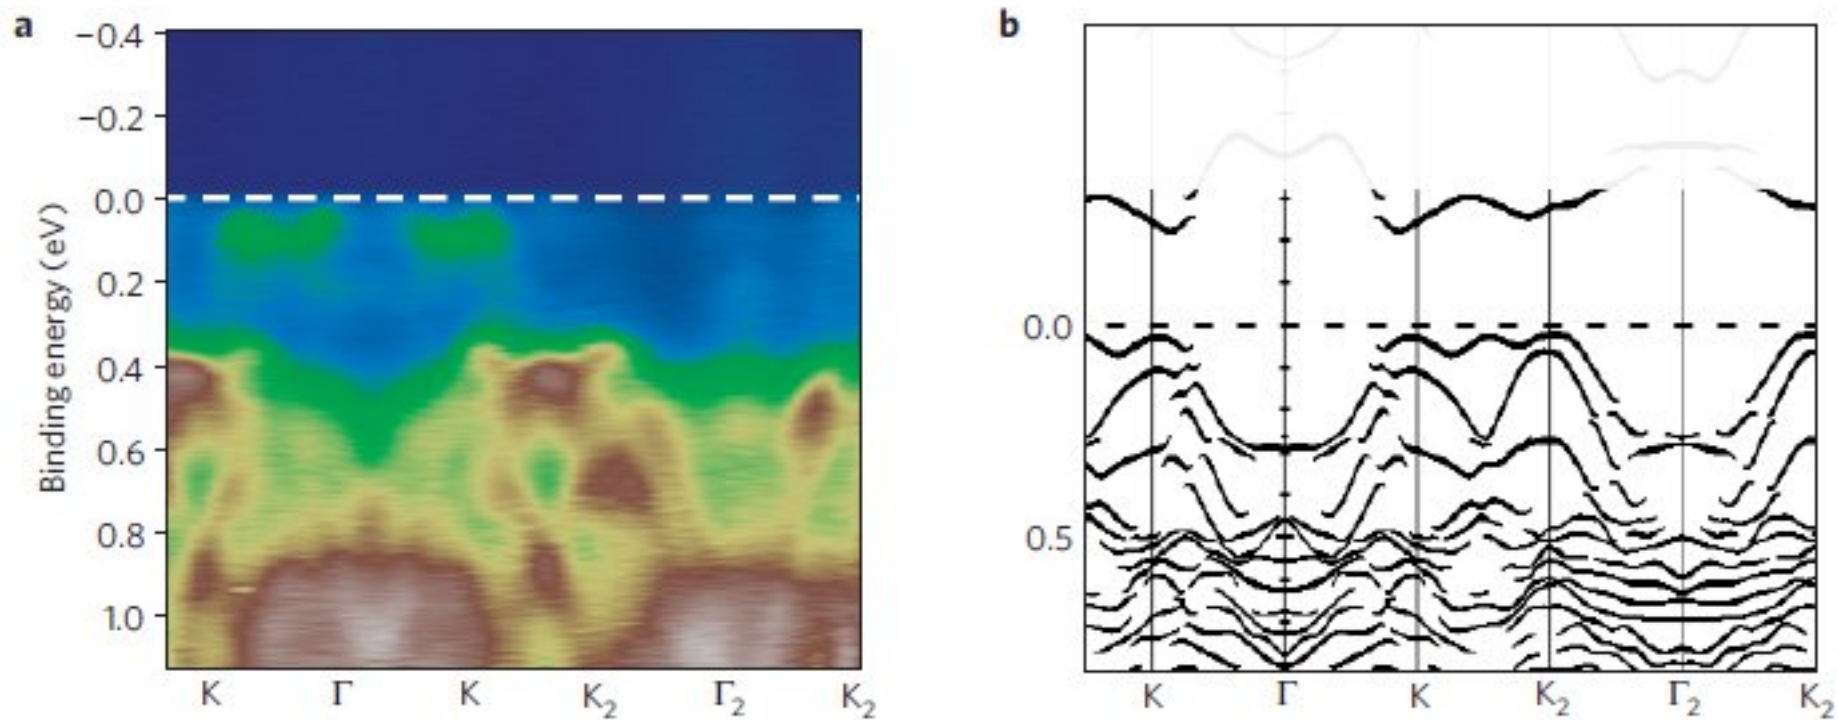 a
−0.4
−0.2
0.0
0.2
0.4
0.6
0.8
1.0
Binding energy (eV)
K Γ K K₂ Γ₂ K₂
b
0.0
0.5
K Γ K K₂ Γ₂ K₂